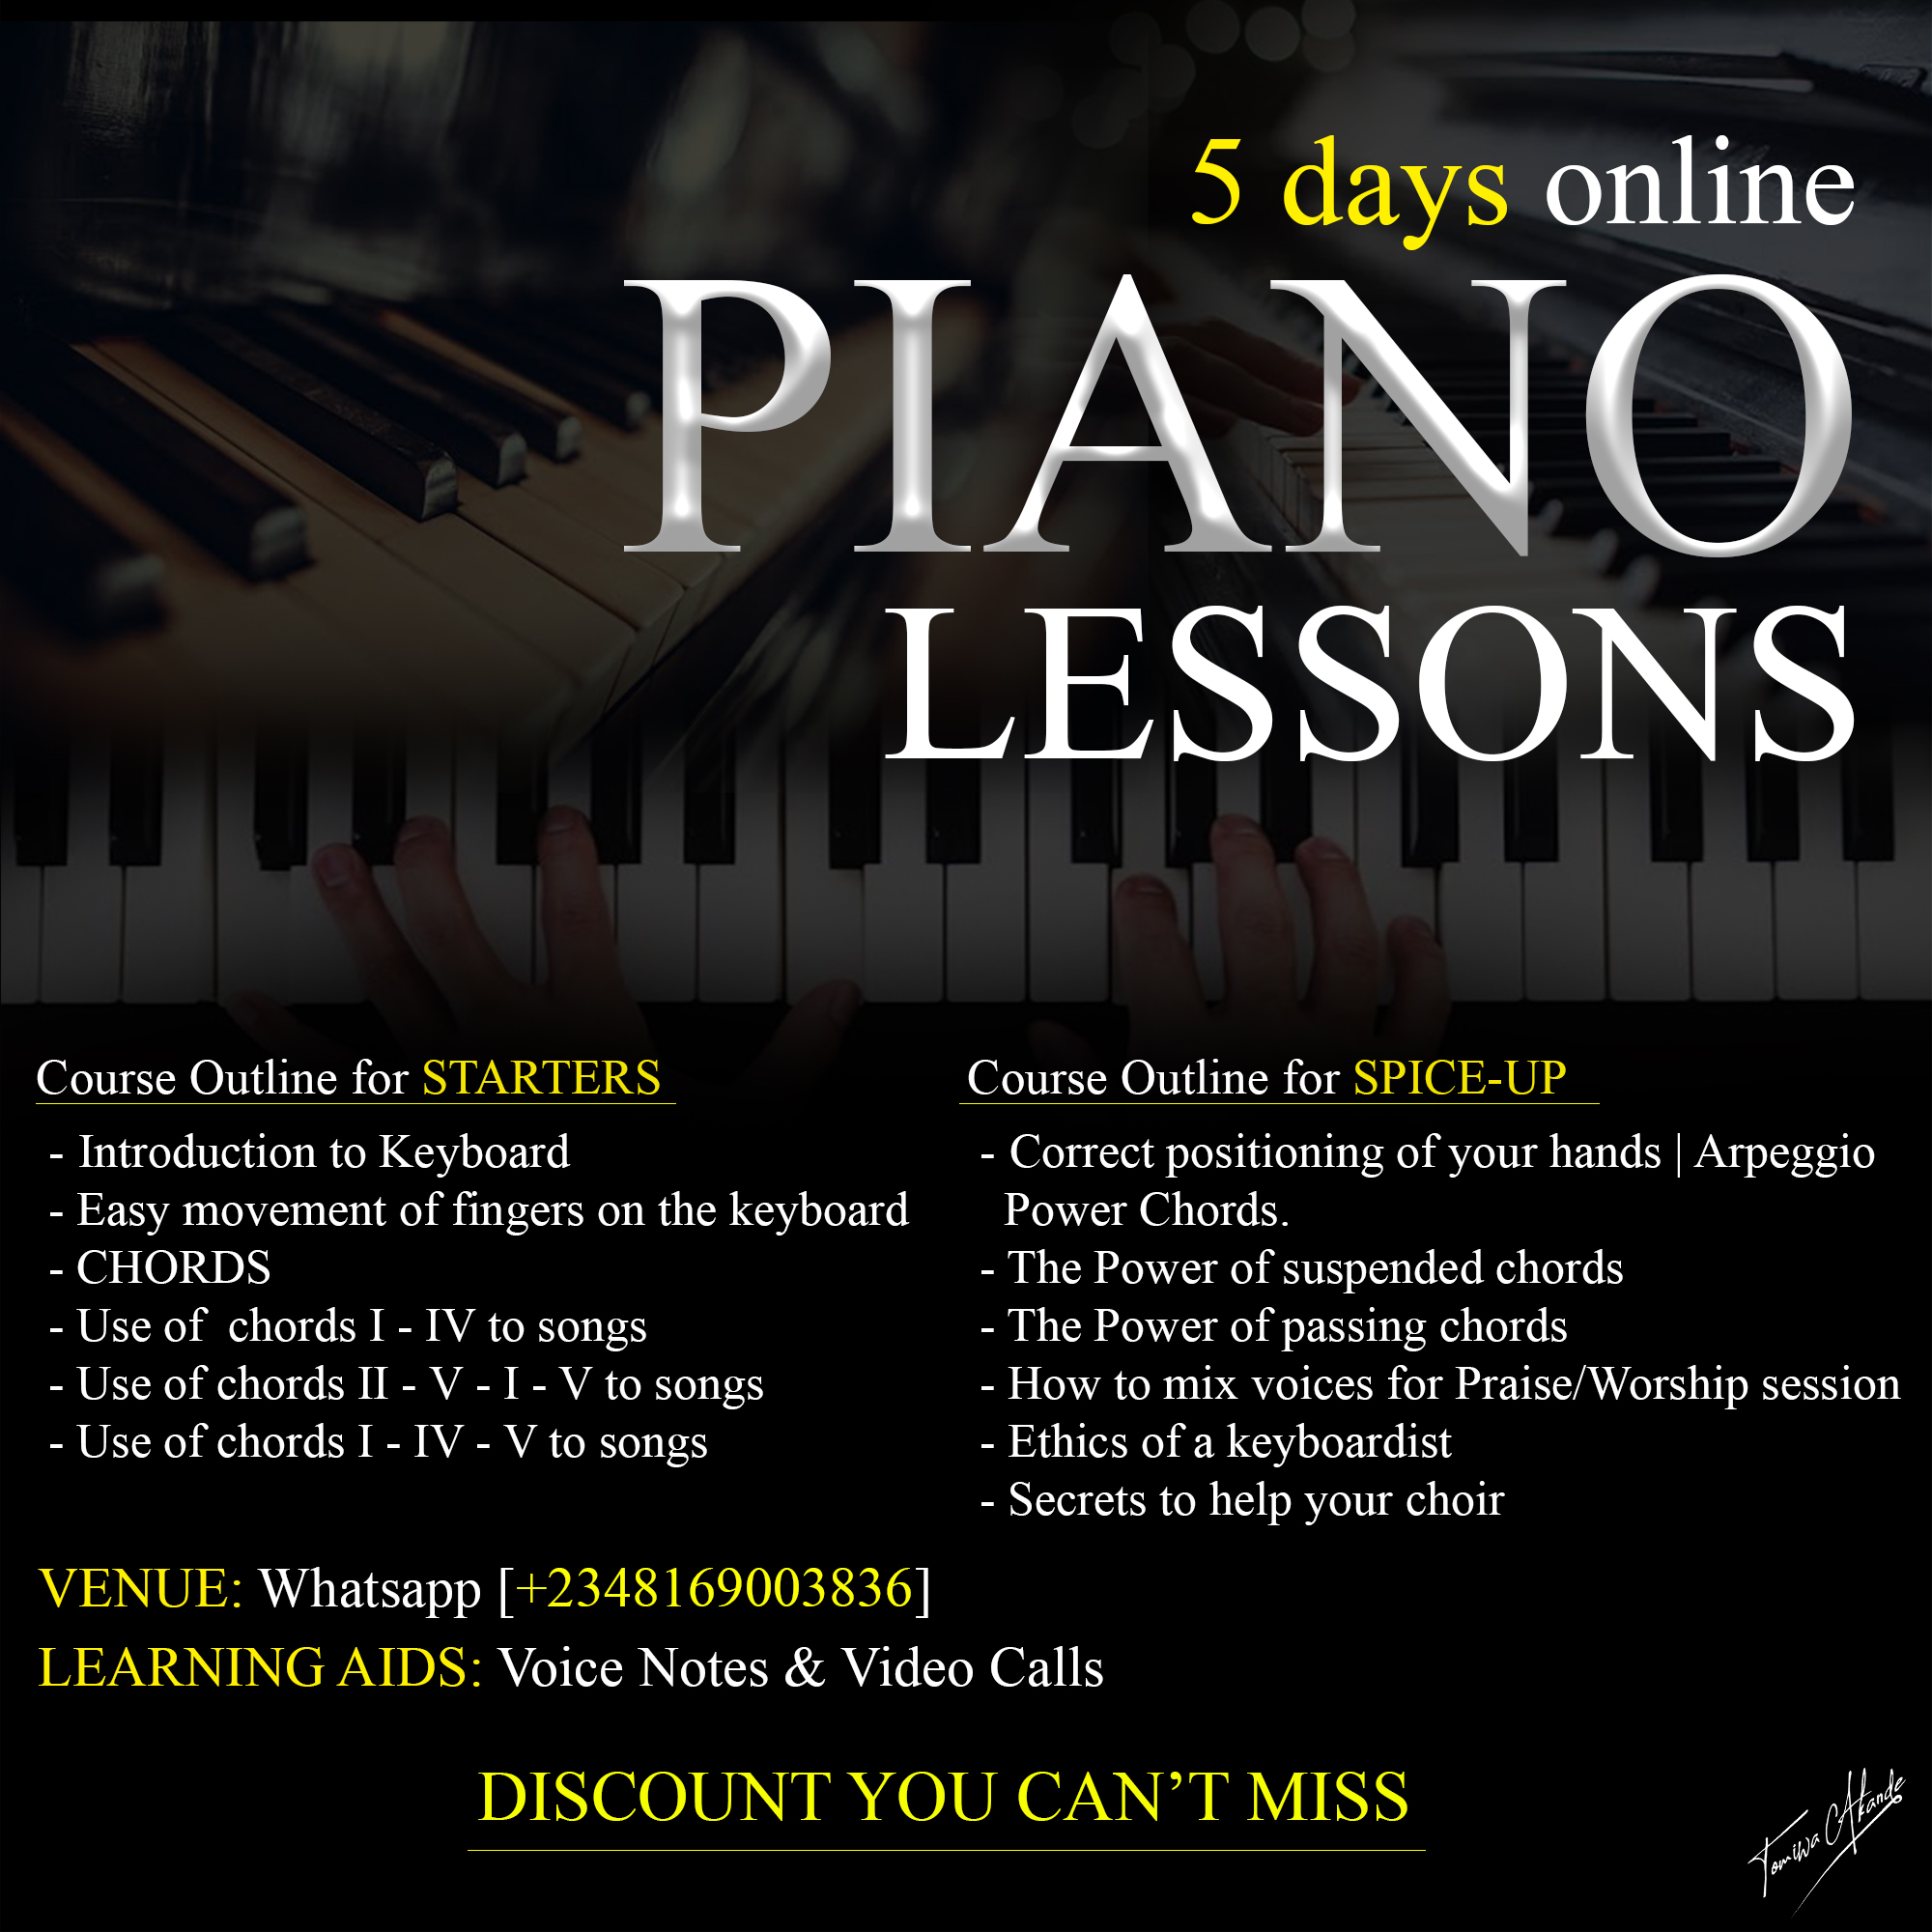 5 days online
PIANO
LESSONS
Course Outline for STARTERS
- Introduction to Keyboard
- Easy movement of fingers on the keyboard
- CHORDS
- Use of  chords I - IV to songs
- Use of chords II - V - I - V to songs
- Use of chords I - IV - V to songs
Course Outline for SPICE-UP
- Correct positioning of your hands | Arpeggio
Power Chords.
- The Power of suspended chords
- The Power of passing chords
- How to mix voices for Praise/Worship session
- Ethics of a keyboardist
- Secrets to help your choir
VENUE: Whatsapp [+2348169003836]
LEARNING AIDS: Voice Notes & Video Calls
DISCOUNT YOU CAN’T MISS
Tomiwa Akande